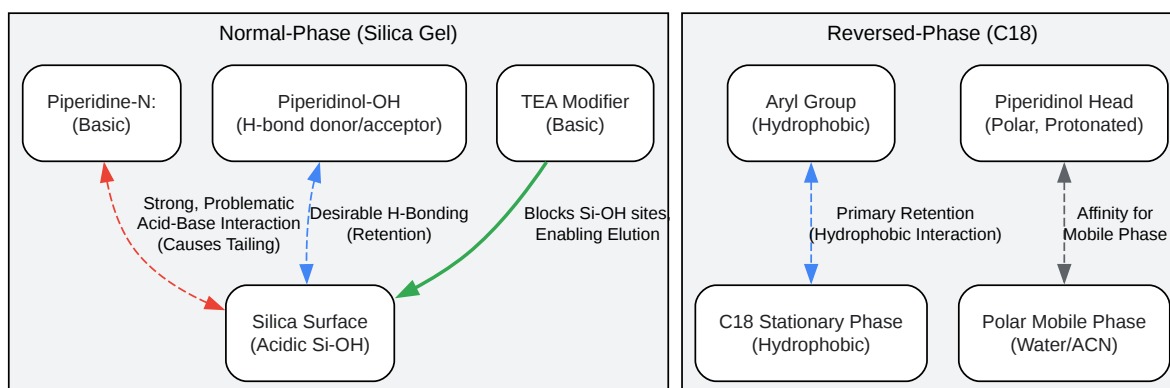 Normal-Phase (Silica Gel)
Piperidine-N:
(Basic)
Piperidinol-OH
(H-bond donor/acceptor)
TEA Modifier
(Basic)
Strong, Problematic
Acid-Base Interaction
(Causes Tailing)
Desirable H-Bonding
(Retention)
Blocks Si-OH sites,
Enabling Elution
Silica Surface
(Acidic Si-OH)
Reversed-Phase (C18)
Aryl Group
(Hydrophobic)
Piperidinol Head
(Polar, Protonated)
Primary Retention
(Hydrophobic Interaction)
Affinity for
Mobile Phase
C18 Stationary Phase
(Hydrophobic)
Polar Mobile Phase
(Water/ACN)